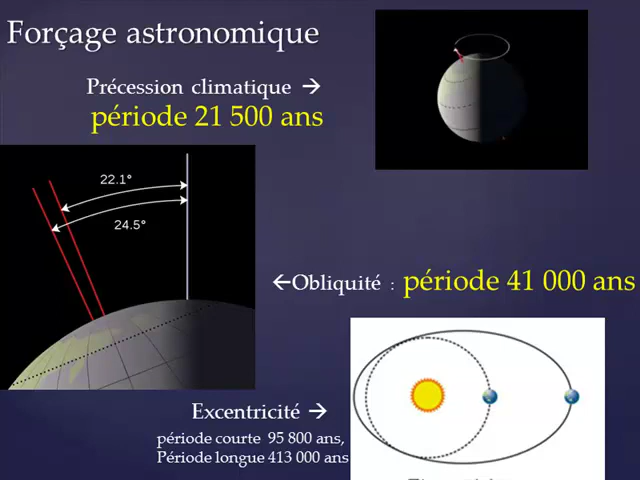 Forçage astronomique
Précession climatique →
période 21 500 ans
22.1°
24.5°
←Obliquité : période 41 000 ans
Excentricité →
période courte 95 800 ans,
Période longue 413 000 ans